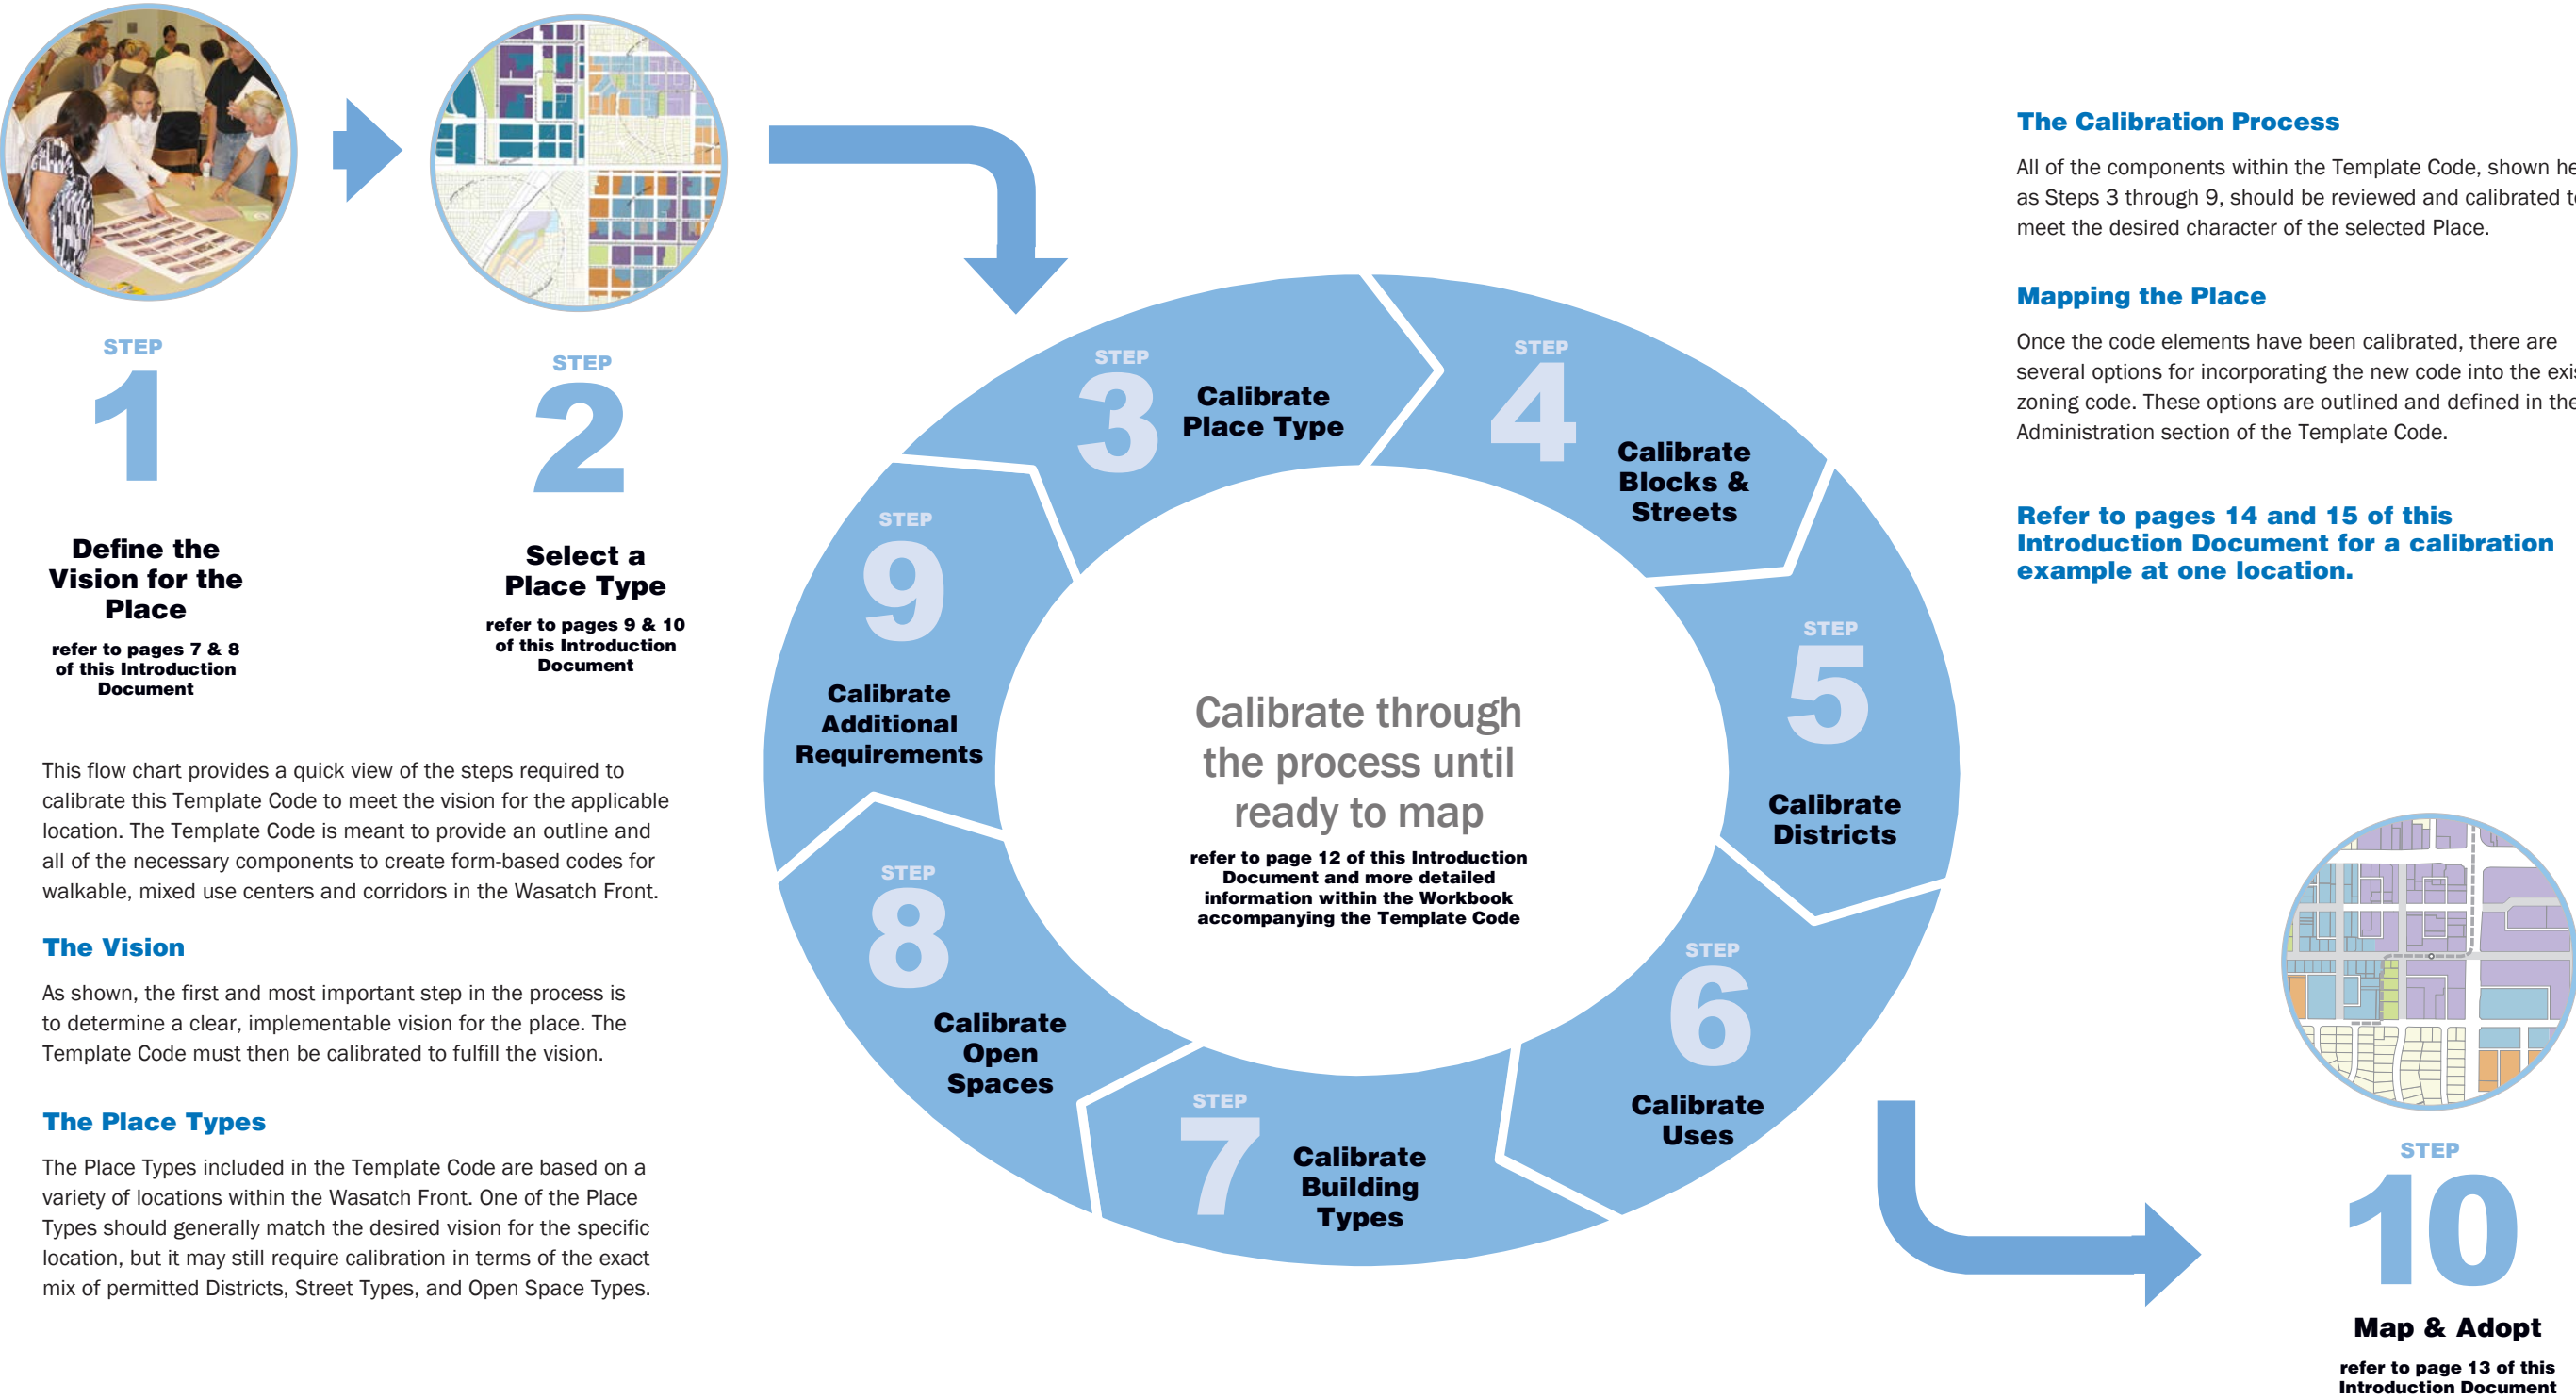 STEP
1
Define the
Vision for the
Place
refer to pages 7 & 8
of this Introduction
Document
STEP
2
Select a
Place Type
refer to pages 9 & 10
of this Introduction
Document
This flow chart provides a quick view of the steps required to
calibrate this Template Code to meet the vision for the applicable
location. The Template Code is meant to provide an outline and
all of the necessary components to create form-based codes for
walkable, mixed use centers and corridors in the Wasatch Front.
The Vision
As shown, the first and most important step in the process is
to determine a clear, implementable vision for the place. The
Template Code must then be calibrated to fulfill the vision.
The Place Types
The Place Types included in the Template Code are based on a
variety of locations within the Wasatch Front. One of the Place
Types should generally match the desired vision for the specific
location, but it may still require calibration in terms of the exact
mix of permitted Districts, Street Types, and Open Space Types.
STEP
3
Calibrate
Place Type
STEP
4
Calibrate
Blocks &
Streets
STEP
5
Calibrate
Districts
STEP
6
Calibrate
Uses
STEP
7
Calibrate
Building
Types
STEP
8
Calibrate
Open
Spaces
STEP
9
Calibrate
Additional
Requirements
Calibrate through
the process until
ready to map
refer to page 12 of this Introduction
Document and more detailed
information within the Workbook
accompanying the Template Code
The Calibration Process
All of the components within the Template Code, shown
as Steps 3 through 9, should be reviewed and calibrated
meet the desired character of the selected Place.
Mapping the Place
Once the code elements have been calibrated, there are
several options for incorporating the new code into the
zoning code. These options are outlined and defined in
Administration section of the Template Code.
Refer to pages 14 and 15 of this
Introduction Document for a calibration
example at one location.
STEP
10
Map & Adopt
refer to page 13 of this
Introduction Document